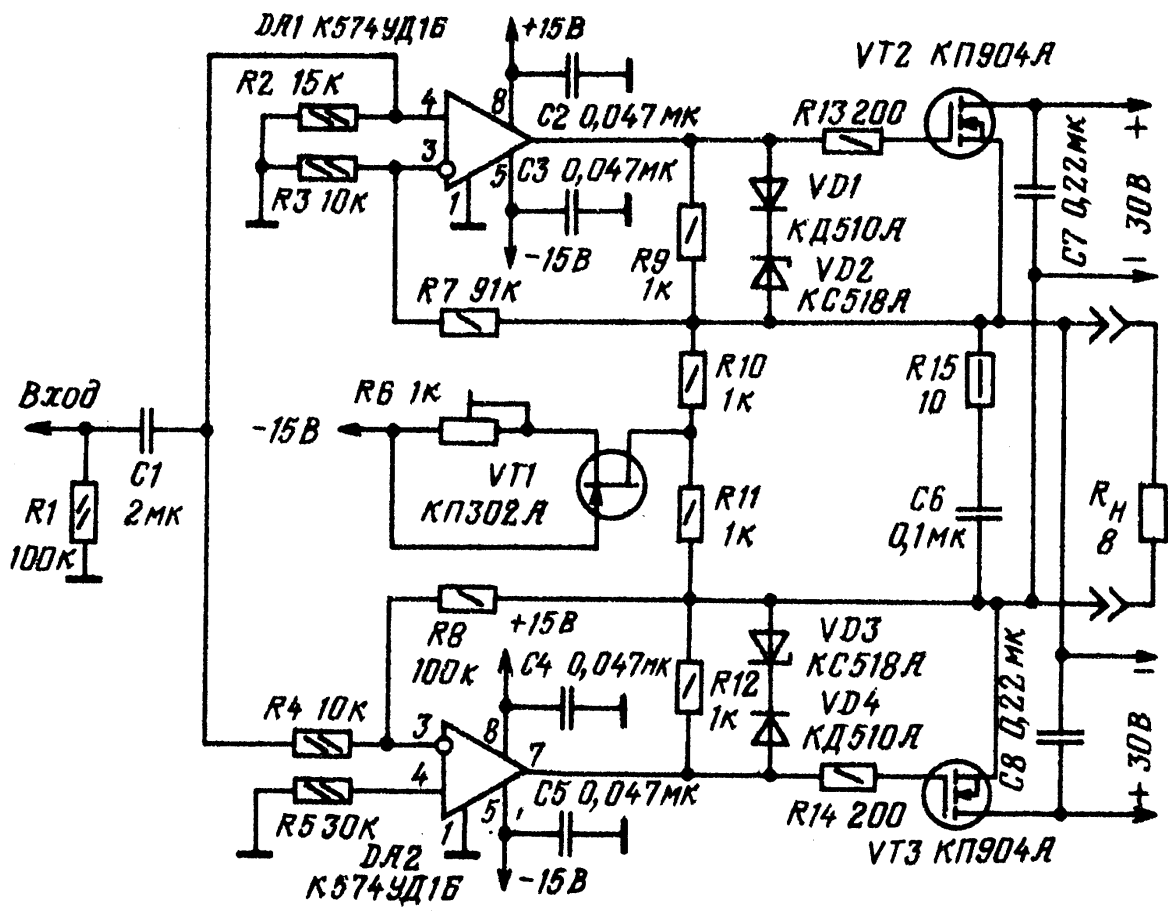 DA1 К574УД1Б
+15В
VT2 КП904А
R2 15к
4
8
C2 0,047мк
R13 200
+
3
5
C3 0,047мк
R3 10к
1
VD1
C7 0,22мк
30В
-15В
R9
1к
КД510А
VD2
КС518А
−
R7 91к
R10
1к
R15
10
Вход
R6 1к
-15В
C1
2мк
VT1
КП302А
R11
1к
C6
0,1мк
Rн
8
R1
100к
R8
100к
+15В
C4 0,047мк
VD3
КС518А
−
R4 10к
3
8
7
R12
1к
VD4
КД510А
C8 0,22мк
30В
4
5
C5 0,047мк
+
R5 30к
1
R14 200
DA2
К574УД1Б
-15В
VT3 КП904А